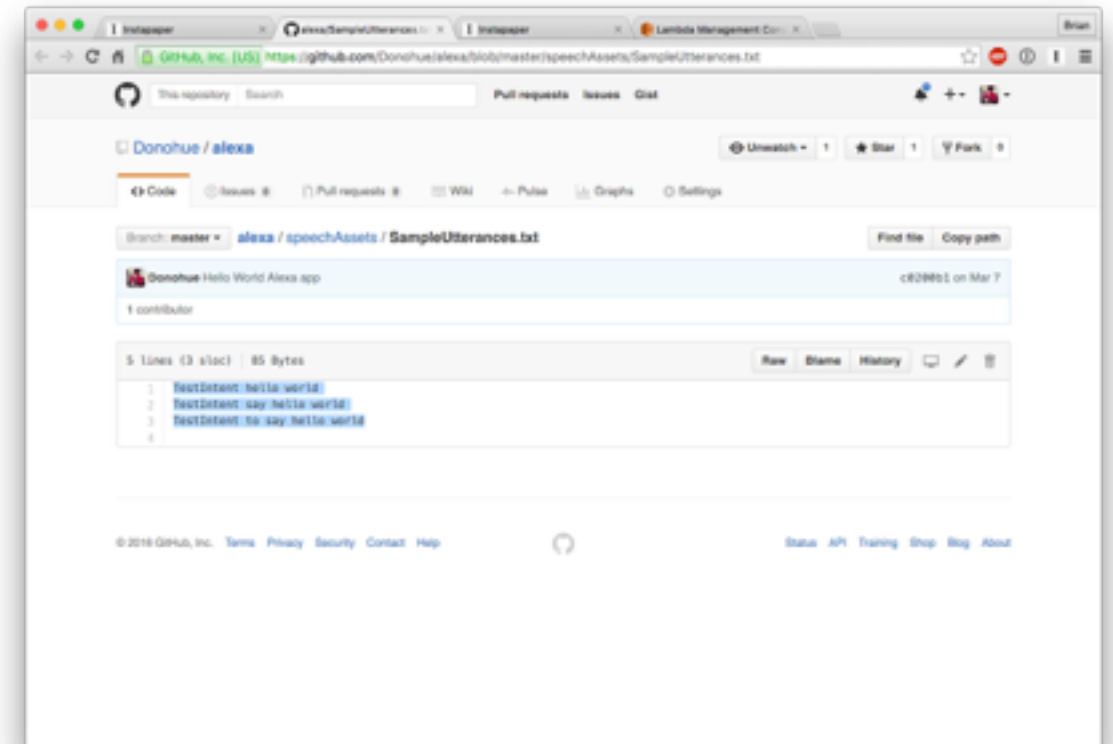 Instapaper
alexa/SampleUtterances.t
Instapaper
Lambda Management Con
Brian
GitHub, Inc. [US] https://github.com/Donohue/alexa/blob/master/speechAssets/SampleUtterances.txt
This repository Search Pull requests Issues Gist
Donohue / alexa Unwatch 1 Star 1 Fork 0
Code Issues 0 Pull requests 0 Wiki Pulse Graphs Settings
Branch: master alexa / speechAssets / SampleUtterances.txt Find file Copy path
Donohue Hello World Alexa app c0200b1 on Mar 7
1 contributor
5 lines (3 sloc) 85 Bytes Raw Blame History
1 TestIntent hello world
2 TestIntent say hello world
3 TestIntent to say hello world
4
© 2016 GitHub, Inc. Terms Privacy Security Contact Help Status API Training Shop Blog About